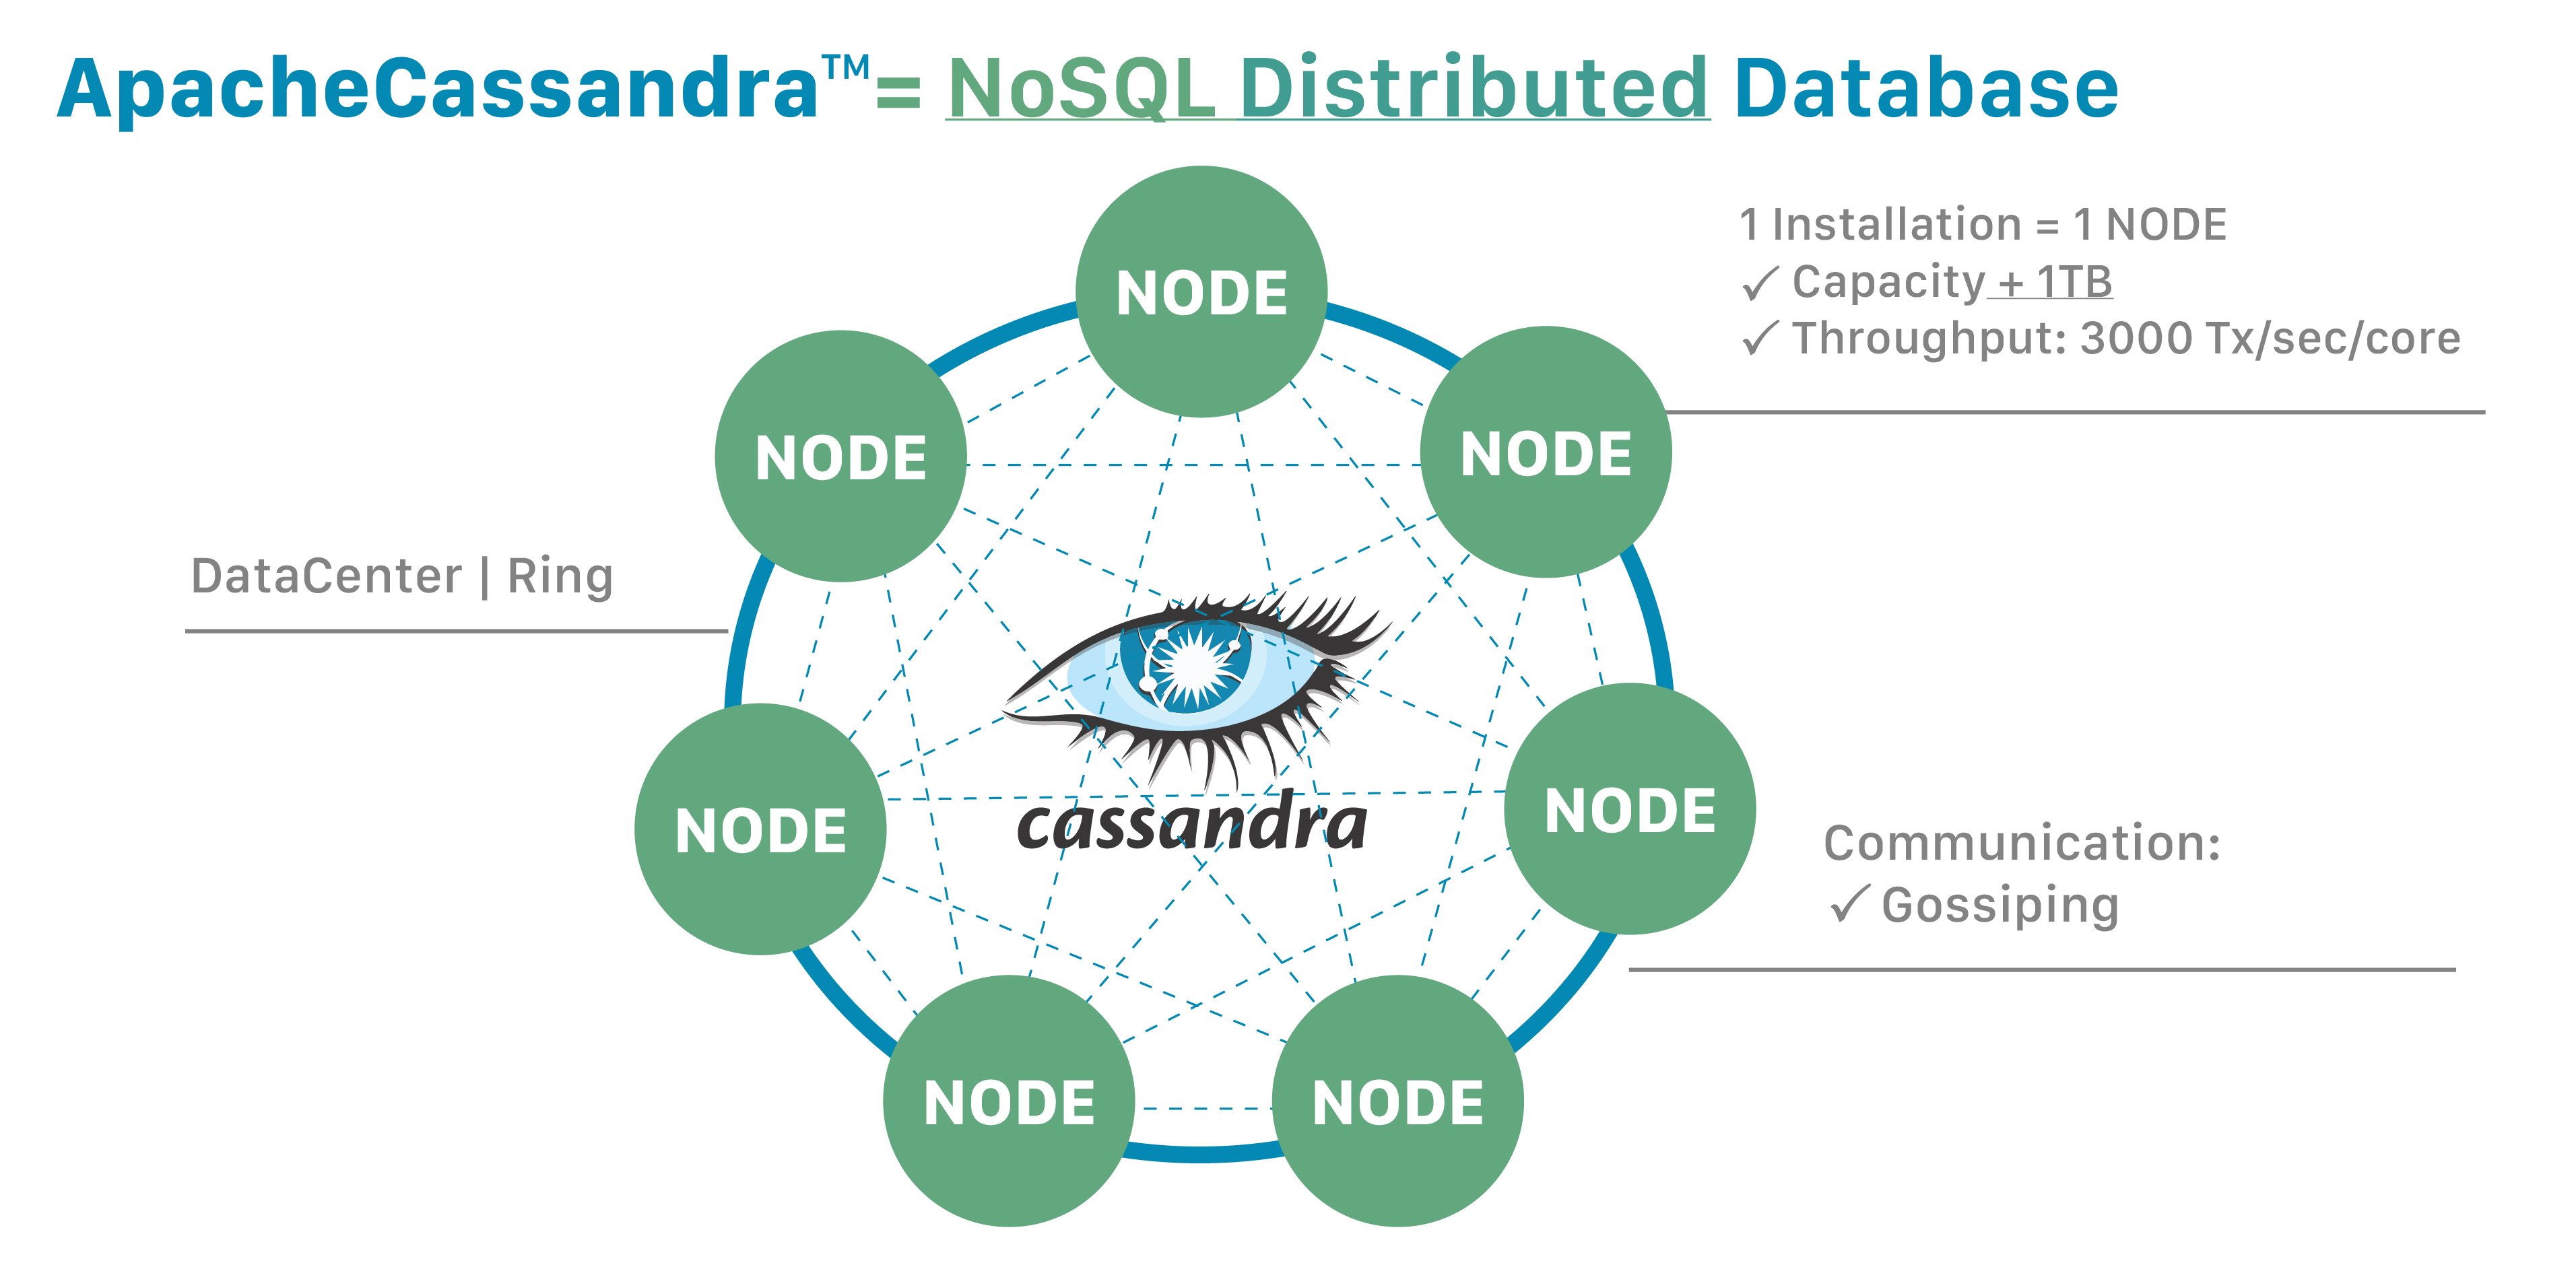 ApacheCassandra™= NoSQL Distributed Database
NODE
1 Installation = 1 NODE
✓ Capacity + 1TB
✓ Throughput: 3000 Tx/sec/core
NODE
NODE
DataCenter | Ring
NODE
NODE
cassandra
Communication:
✓ Gossiping
NODE
NODE